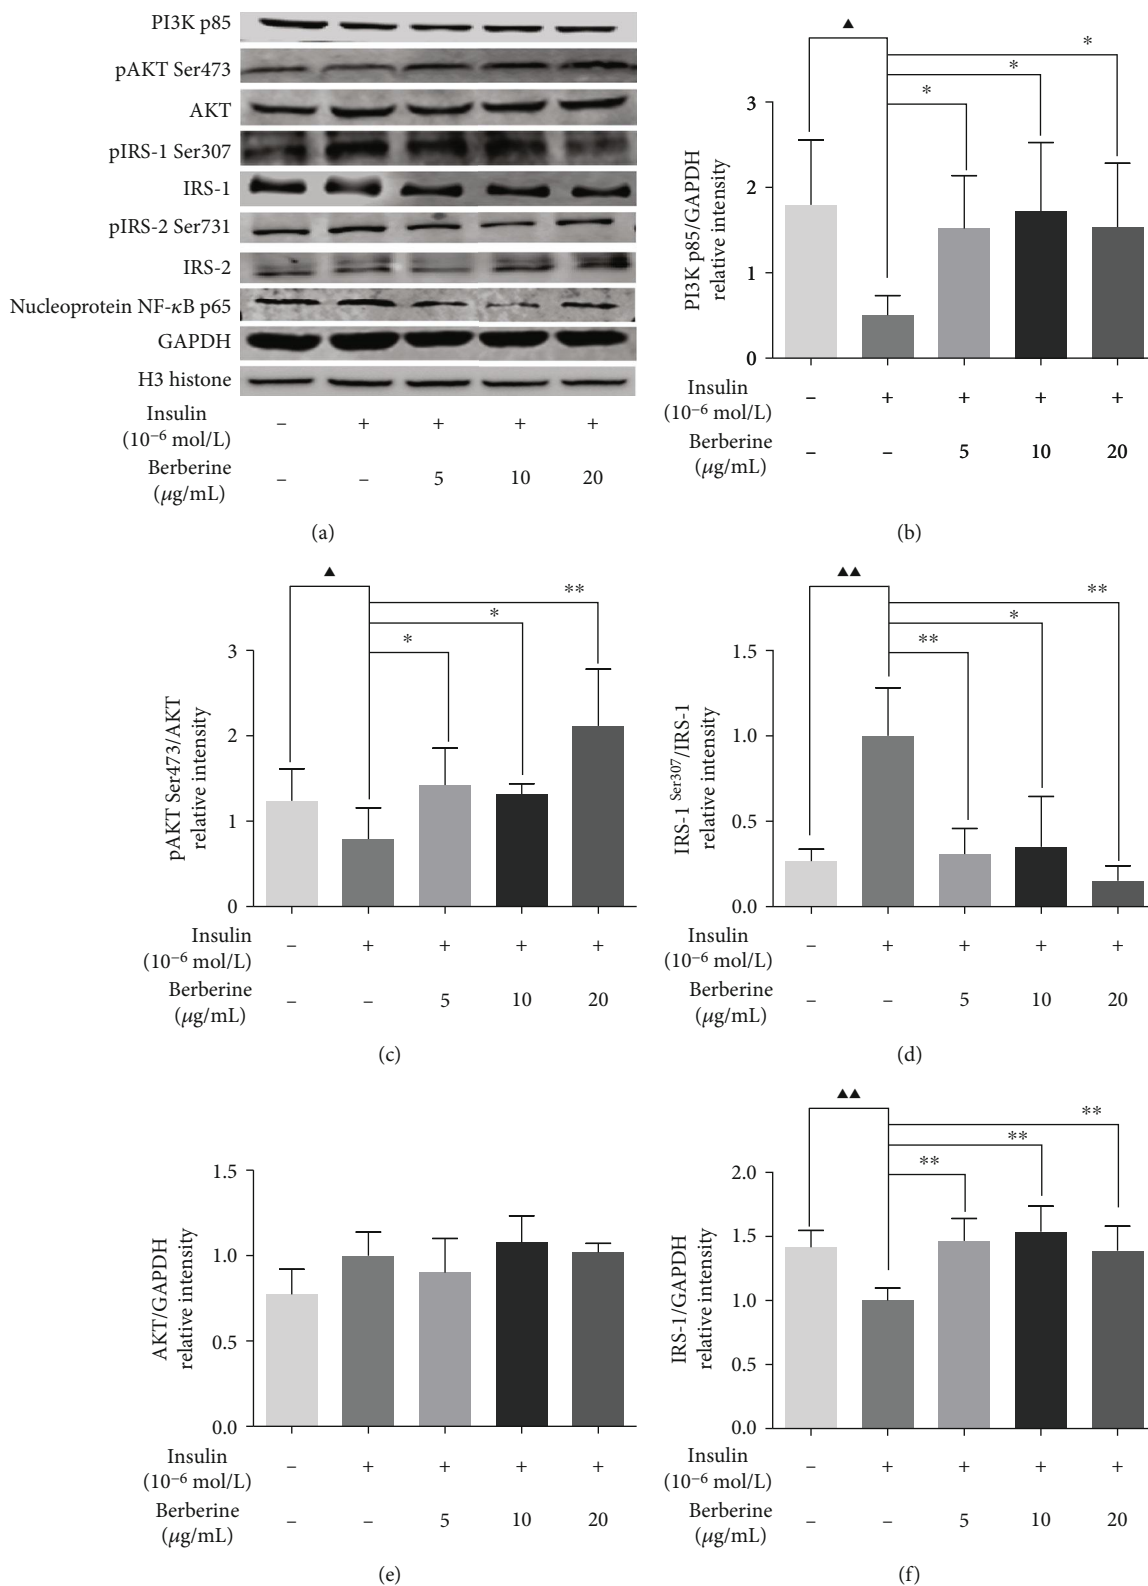 PI3K p85
pAKT Ser473
AKT
pIRS-1 Ser307
IRS-1
pIRS-2 Ser731
IRS-2
Nucleoprotein NF-κB p65
GAPDH
H3 histone
Insulin
(10⁻⁶ mol/L)
– + + + +
Berberine
(μg/mL)
– – 5 10 20
(a)
▲
*
*
*
PI3K p85/GAPDH
relative intensity
3
2
1
0
Insulin
(10⁻⁶ mol/L)
– + + + +
Berberine
(μg/mL)
– – 5 10 20
(b)
▲
**
*
*
pAKT Ser473/AKT
relative intensity
3
2
1
0
Insulin
(10⁻⁶ mol/L)
– + + + +
Berberine
(μg/mL)
– – 5 10 20
(c)
▲▲
**
*
**
IRS-1 ^Ser307/IRS-1
relative intensity
1.5
1.0
0.5
0.0
Insulin
(10⁻⁶ mol/L)
– + + + +
Berberine
(μg/mL)
– – 5 10 20
(d)
AKT/GAPDH
relative intensity
1.5
1.0
0.5
0.0
Insulin
(10⁻⁶ mol/L)
– + + + +
Berberine
(μg/mL)
– – 5 10 20
(e)
▲▲
**
**
**
IRS-1/GAPDH
relative intensity
2.0
1.5
1.0
0.5
0.0
Insulin
(10⁻⁶ mol/L)
– + + + +
Berberine
(μg/mL)
– – 5 10 20
(f)